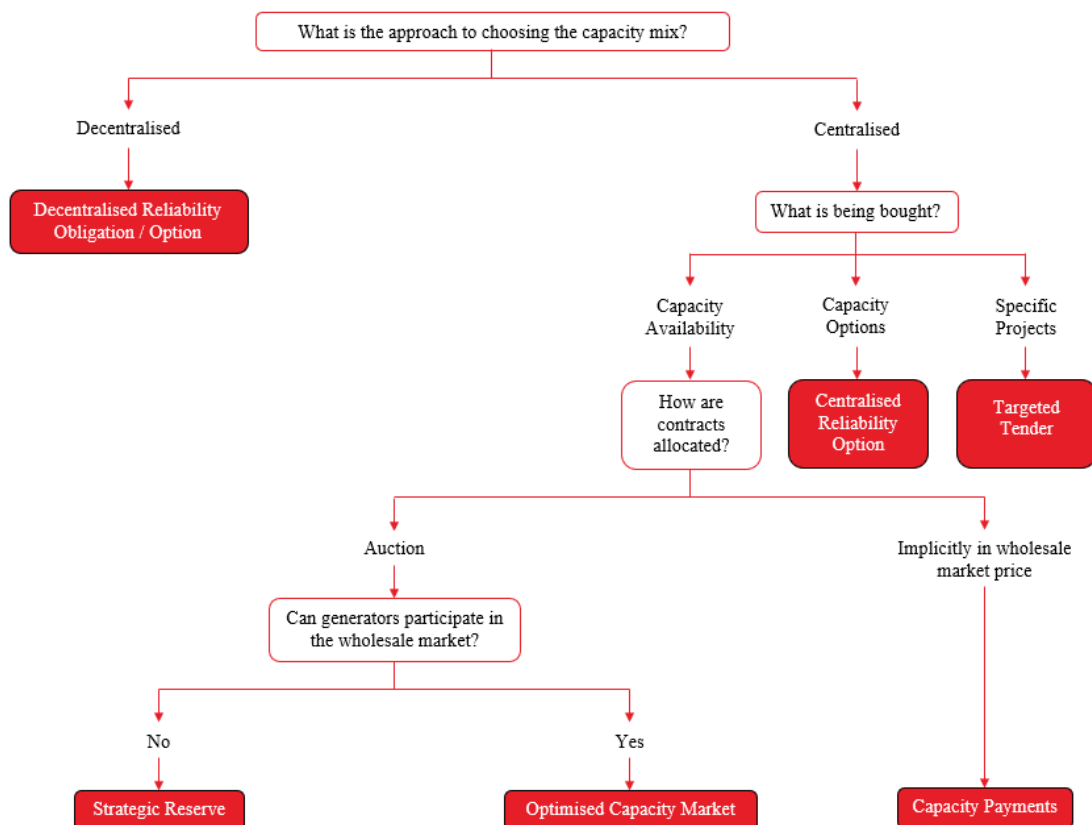 What is the approach to choosing the capacity mix?
Decentralised
Centralised
Decentralised Reliability
Obligation / Option
What is being bought?
Capacity
Availability
Capacity
Options
Specific
Projects
How are
contracts
allocated?
Centralised
Reliability
Option
Targeted
Tender
Auction
Implicitly in wholesale
market price
Can generators participate in
the wholesale market?
No
Yes
Strategic Reserve
Optimised Capacity Market
Capacity Payments